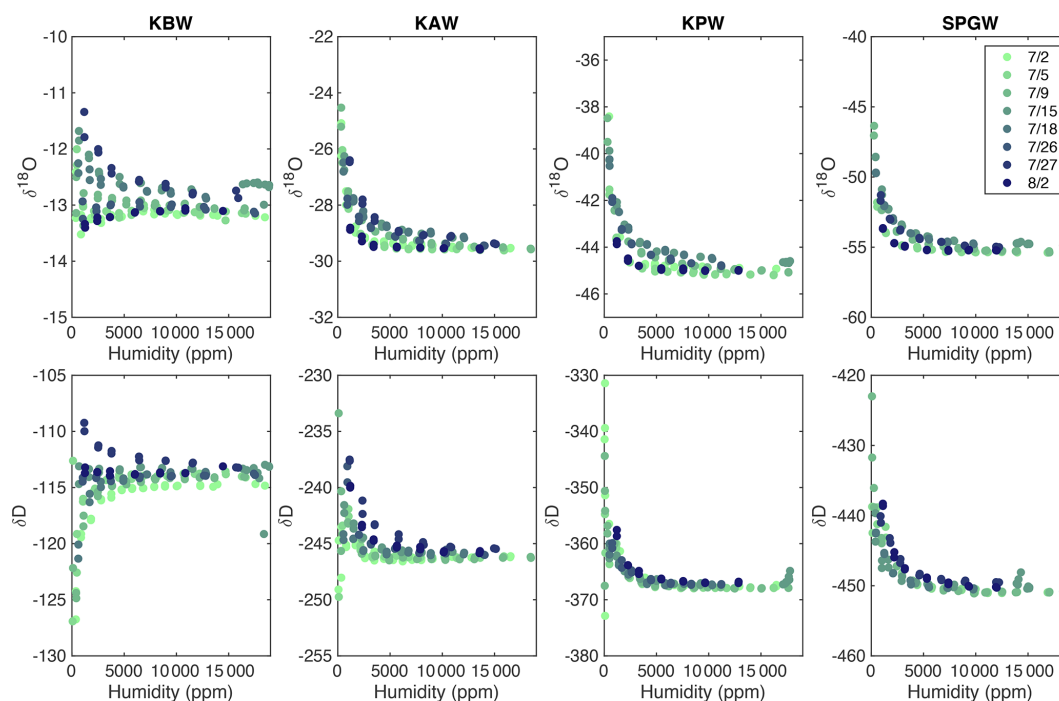 KBW KAW KPW SPGW
-10 -22 -36 -40
-11 -24 -38 -45
-12 -26 -40 -50
-13 -28 -42 -55
-13 -30 -44 -60
-15 -32 -46
δ18O δ18O δ18O δ18O
7/2
7/5
7/9
7/15
7/18
7/26
7/27
8/2
0 5000 10 000 15 000 0 5000 10 000 15 000 0 5000 10 000 15 000 0 5000 10 000 15 000
Humidity (ppm) Humidity (ppm) Humidity (ppm) Humidity (ppm)
-105 -230 -330 -420
-110 -235 -340 -430
-115 -240 -350 -440
-120 -245 -360 -450
-125 -250 -370 -460
-130 -255 -380
δD δD δD δD
0 5000 10 000 15 000 0 5000 10 000 15 000 0 5000 10 000 15 000 0 5000 10 000 15 000
Humidity (ppm) Humidity (ppm) Humidity (ppm) Humidity (ppm)